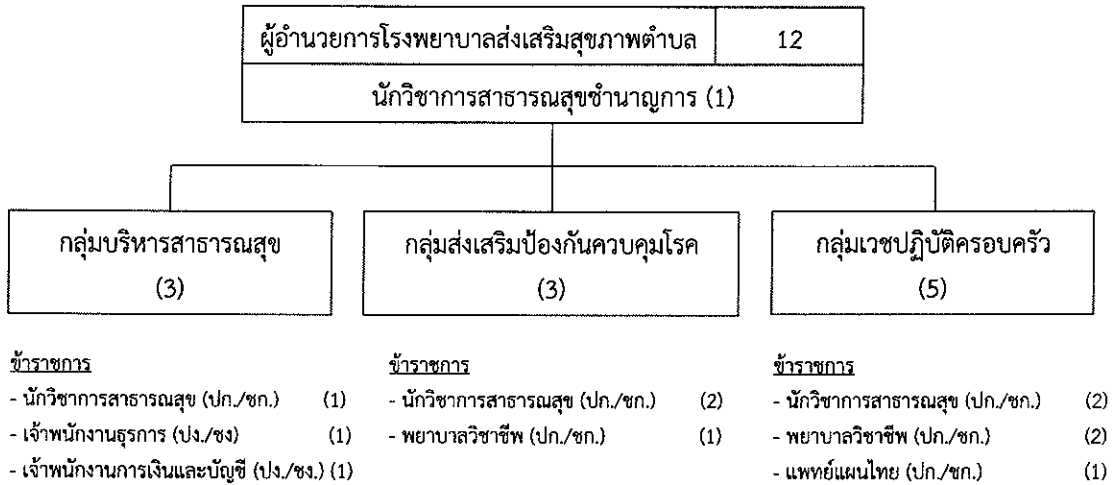 ผู้อำนวยการโรงพยาบาลส่งเสริมสุขภาพตำบล 12
นักวิชาการสาธารณสุขชำนาญการ (1)
กลุ่มบริหารสาธารณสุข
(3)
กลุ่มส่งเสริมป้องกันควบคุมโรค
(3)
กลุ่มเวชปฏิบัติครอบครัว
(5)
ข้าราชการ
- นักวิชาการสาธารณสุข (ปก./ชก.) (1)
- เจ้าพนักงานธุรการ (ปง./ชง) (1)
- เจ้าพนักงานการเงินและบัญชี (ปง./ชง.) (1)
ข้าราชการ
- นักวิชาการสาธารณสุข (ปก./ชก.) (2)
- พยาบาลวิชาชีพ (ปก./ชก.) (1)
ข้าราชการ
- นักวิชาการสาธารณสุข (ปก./ชก.) (2)
- พยาบาลวิชาชีพ (ปก./ชก.) (2)
- แพทย์แผนไทย (ปก./ชก.) (1)